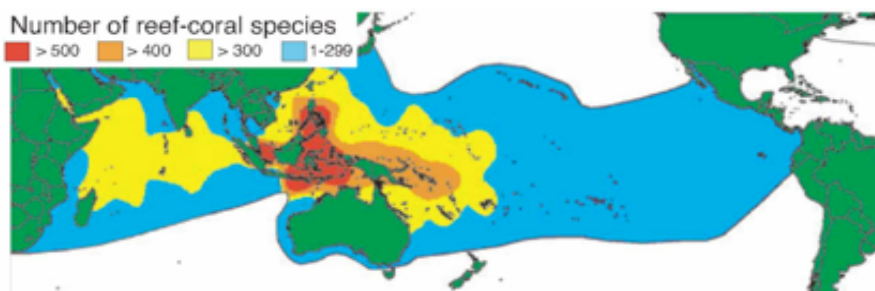 Number of reef-coral species
> 500 > 400 > 300 1-299